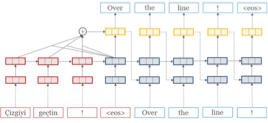 Over the line ! <eos>
+
Çizgiyi geçtin ! <eos> Over the line !